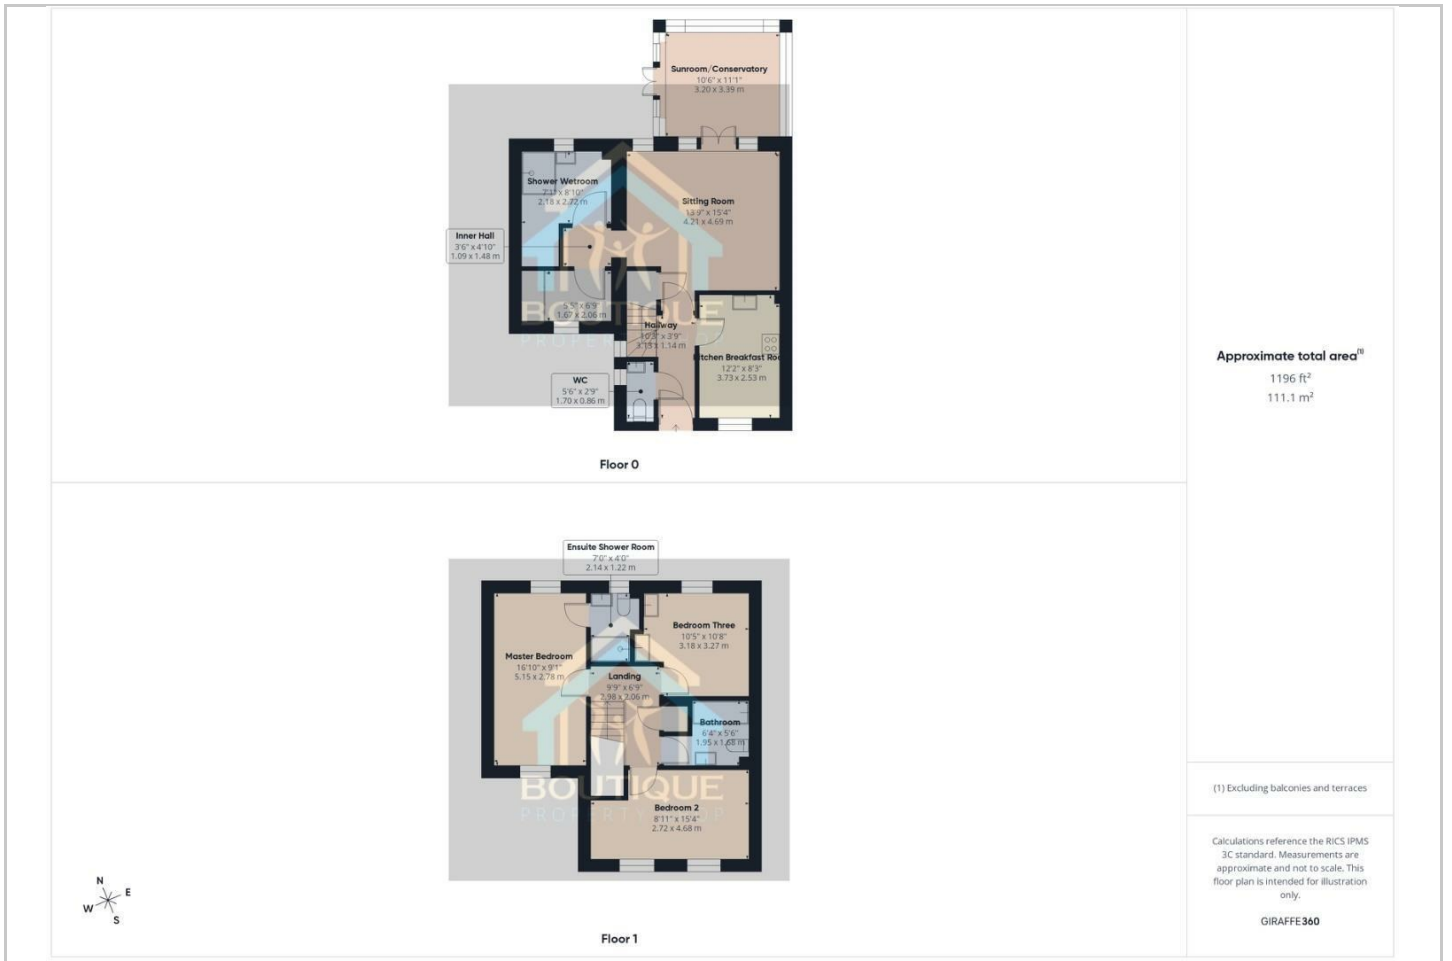 Sunroom/Conservatory
10'6" x 11'1"
3.20 x 3.39 m
Shower Wetroom
7'1" x 8'10"
2.18 x 2.72 m
Sitting Room
13'9" x 15'4"
4.21 x 4.69 m
Inner Hall
3'6" x 4'10"
1.09 x 1.48 m
5'5" x 6'9"
1.67 x 2.06 m
Hallway
10'3" x 3'9"
3.13 x 1.14 m
Kitchen Breakfast Roo
12'2" x 8'3"
3.73 x 2.53 m
WC
5'6" x 2'9"
1.70 x 0.86 m
BOUTIQUE
PROPERTY SHOP
Floor 0
Approximate total area(1)
1196 ft²
111.1 m²
Ensuite Shower Room
7'0" x 4'0"
2.14 x 1.22 m
Bedroom Three
10'5" x 10'8"
3.18 x 3.27 m
Master Bedroom
16'10" x 9'1"
5.15 x 2.78 m
Landing
9'9" x 6'9"
2.98 x 2.06 m
Bathroom
6'4" x 5'6"
1.95 x 1.68 m
BOUTIQUE
PROPERTY SHOP
Bedroom 2
8'11" x 15'4"
2.72 x 4.68 m
N
E
W
S
Floor 1
(1) Excluding balconies and terraces
Calculations reference the RICS IPMS
3C standard. Measurements are
approximate and not to scale. This
floor plan is intended for illustration
only.
GIRAFFE360